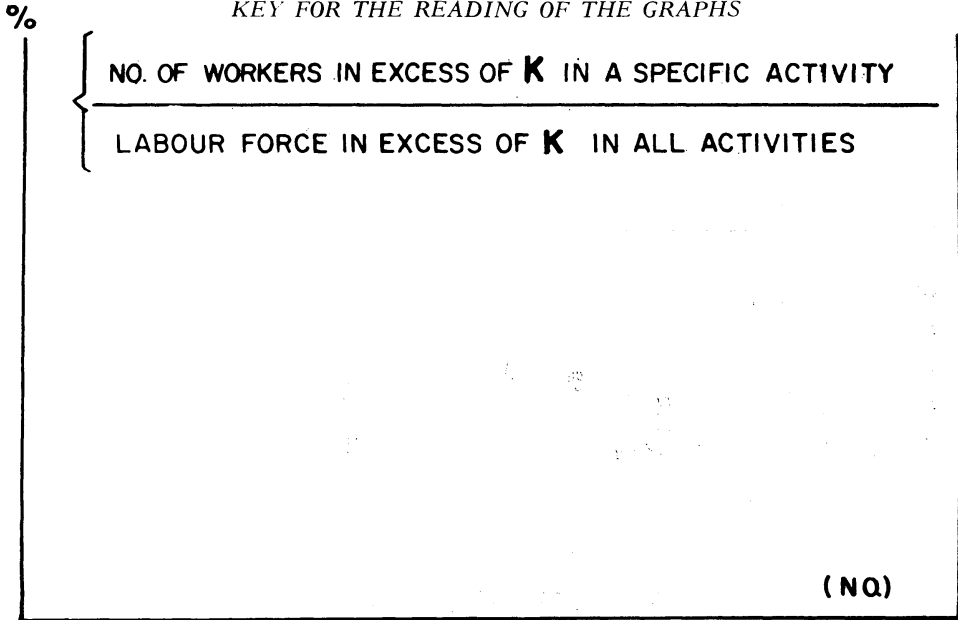 KEY FOR THE READING OF THE GRAPHS
%
NO. OF WORKERS IN EXCESS OF K IN A SPECIFIC ACTIVITY
LABOUR FORCE IN EXCESS OF K IN ALL ACTIVITIES
(NO.)